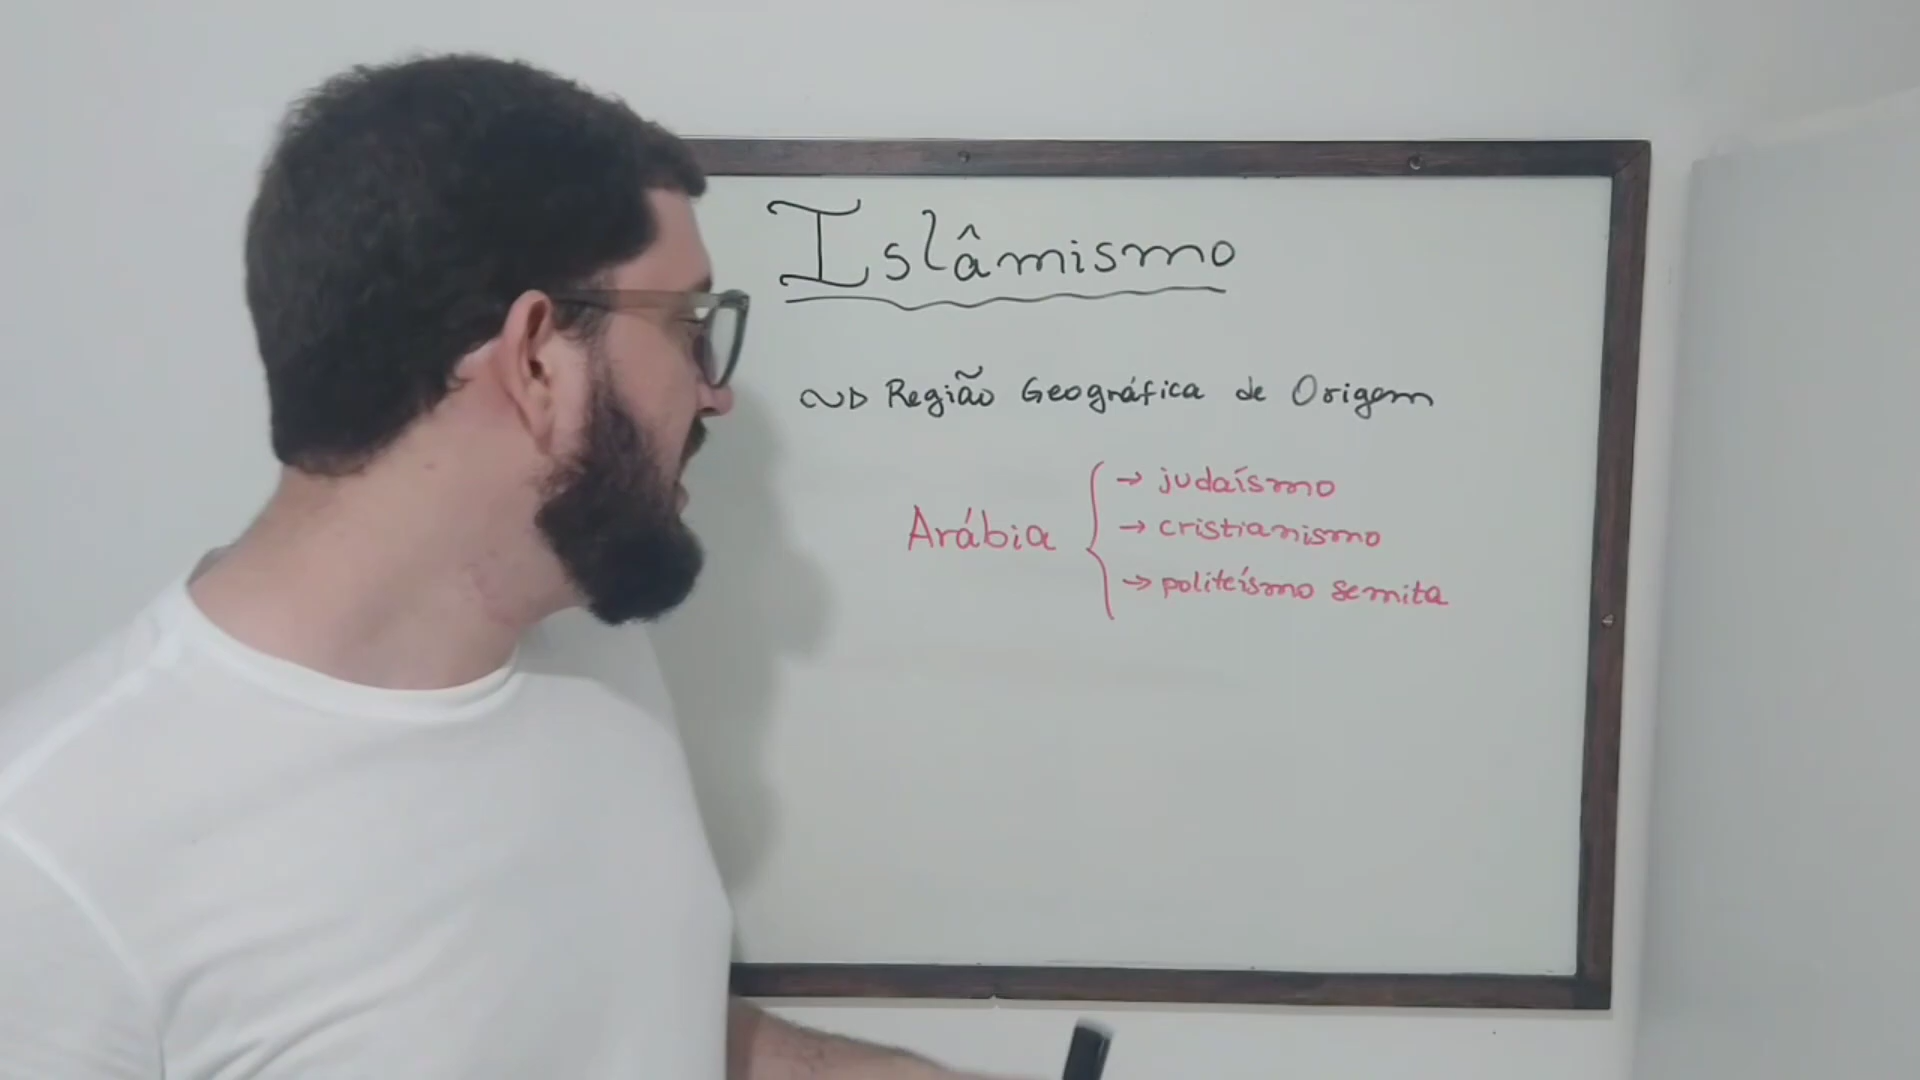 Islâmismo
Região Geográfica de Origem
Arábia
→ judaísmo
→ cristianismo
→ politeísmo semita